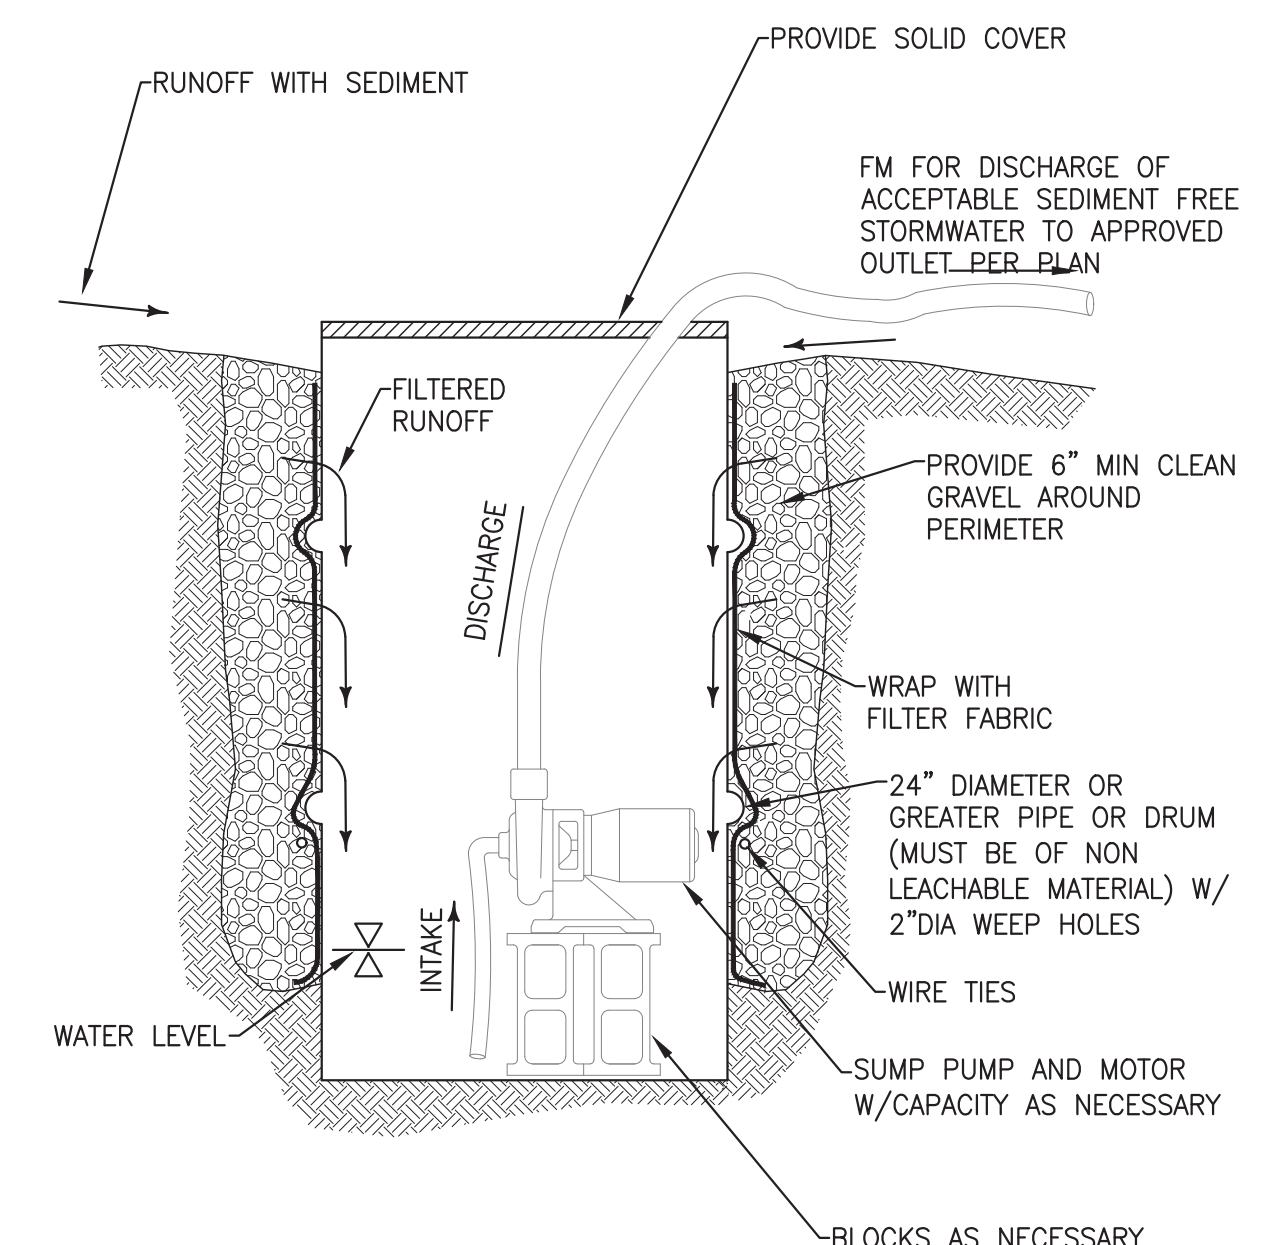 PROVIDE SOLID COVER
RUNOFF WITH SEDIMENT
FM FOR DISCHARGE OF
ACCEPTABLE SEDIMENT FREE
STORMWATER TO APPROVED
OUTLET PER PLAN
FILTERED
RUNOFF
PROVIDE 6” MIN CLEAN
GRAVEL AROUND
PERIMETER
DISCHARGE
WRAP WITH
FILTER FABRIC
24” DIAMETER OR
GREATER PIPE OR DRUM
(MUST BE OF NON
LEACHABLE MATERIAL) W/
2”DIA WEEP HOLES
INTAKE
WIRE TIES
WATER LEVEL
SUMP PUMP AND MOTOR
W/CAPACITY AS NECESSARY
BLOCKS AS NECESSARY